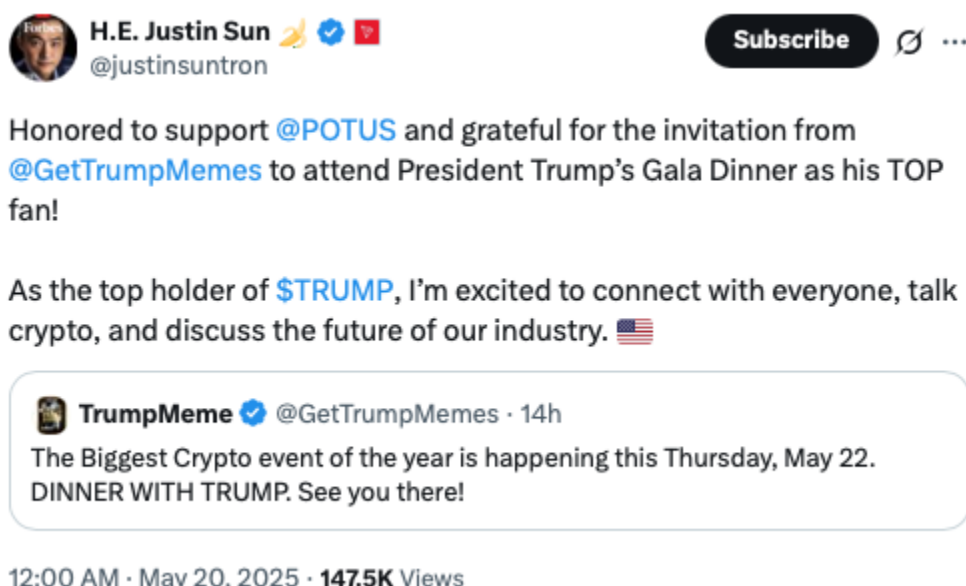 Forbes
H.E. Justin Sun 🍌
@justinsuntron
Subscribe
Honored to support @POTUS and grateful for the invitation from
@GetTrumpMemes to attend President Trump’s Gala Dinner as his TOP
fan!
As the top holder of $TRUMP, I’m excited to connect with everyone, talk
crypto, and discuss the future of our industry. 🇺🇸
TrumpMeme @GetTrumpMemes · 14h
The Biggest Crypto event of the year is happening this Thursday, May 22.
DINNER WITH TRUMP. See you there!
12:00 AM · May 20, 2025 · 147.5K Views